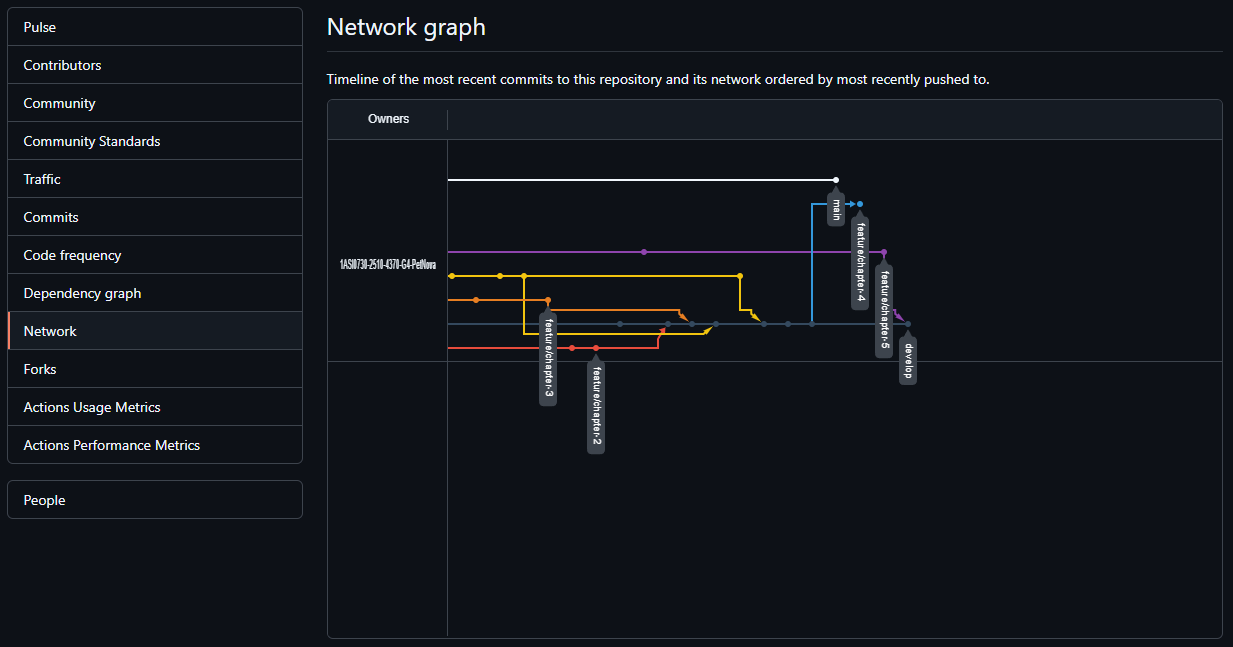 Pulse
Contributors
Community
Community Standards
Traffic
Commits
Code frequency
Dependency graph
Network
Forks
Actions Usage Metrics
Actions Performance Metrics
People
Network graph
Timeline of the most recent commits to this repository and its network ordered by most recently pushed to.
Owners
1ASI0730-2510-4370-G4-PetNova
main
feature/chapter-4
feature/chapter-5
develop
feature/chapter-3
feature/chapter-2